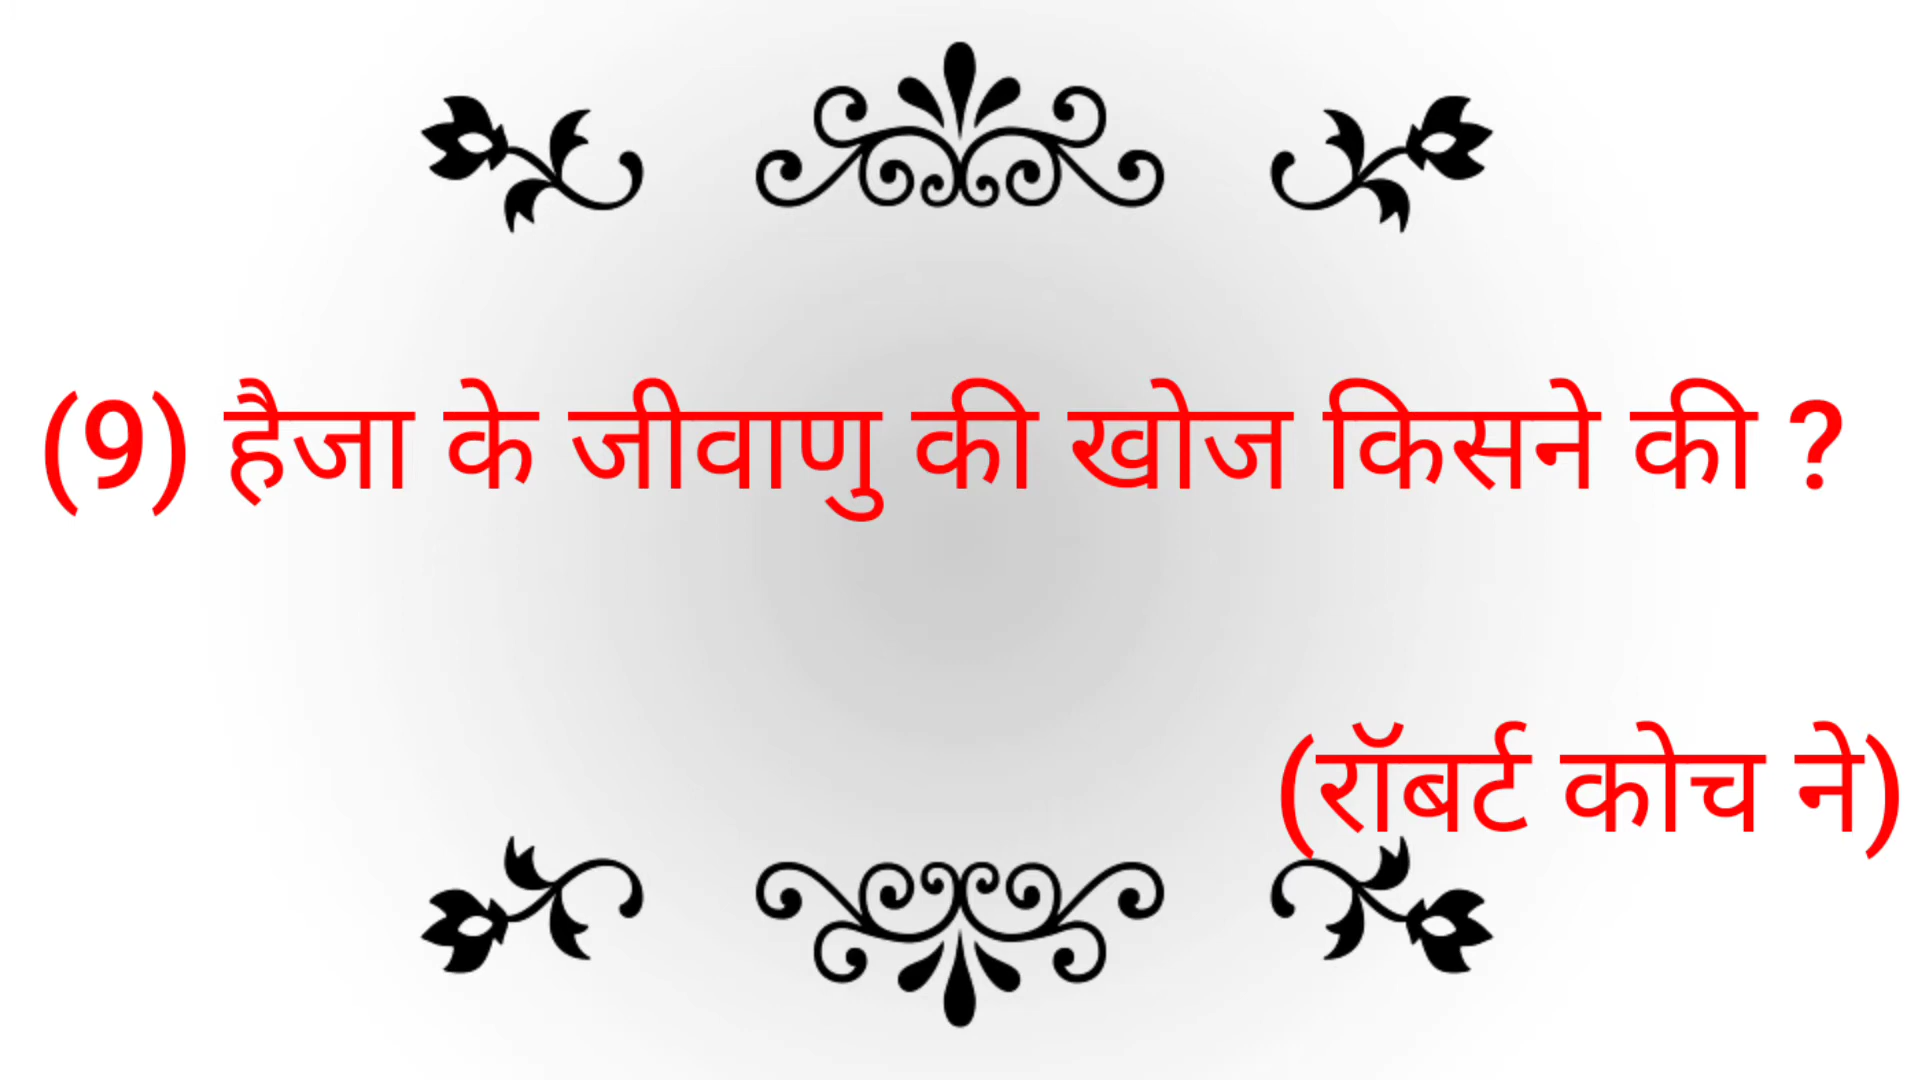 (9) हैजा के जीवाणु की खोज किसने की ?
(रॉबर्ट कोच ने)